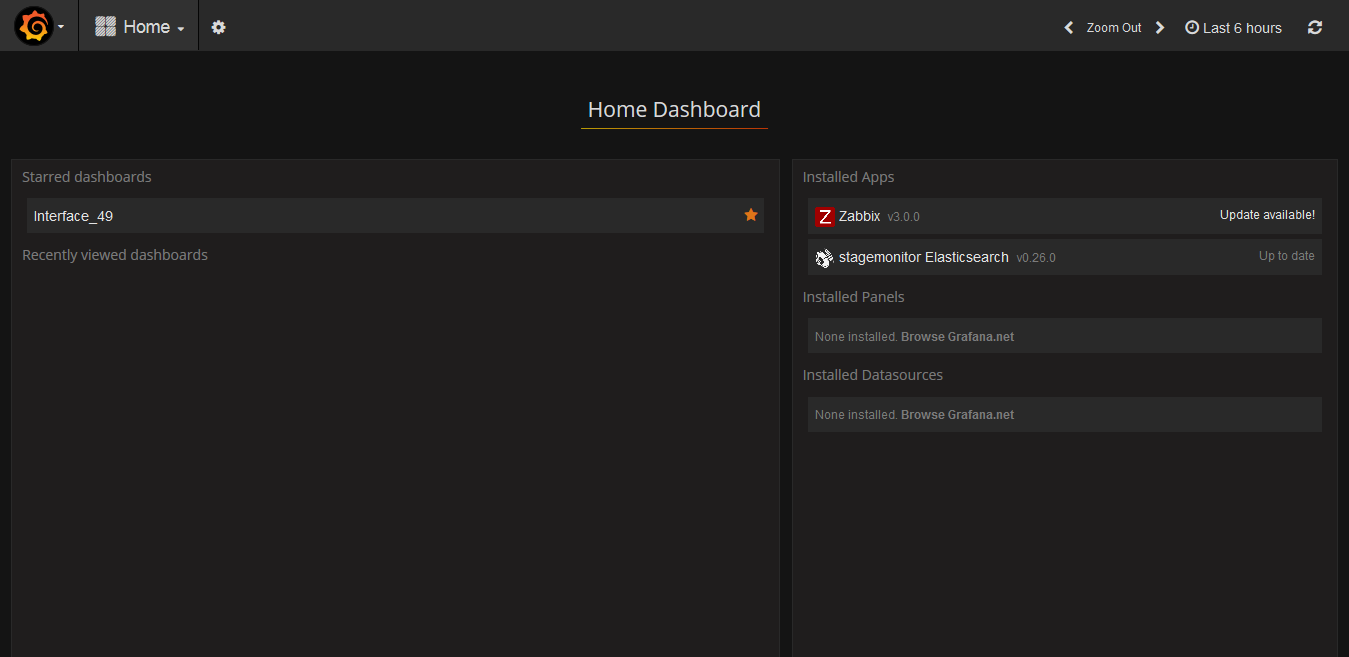 Home
Zoom Out
Last 6 hours
Home Dashboard
Starred dashboards
Interface_49
Recently viewed dashboards
Installed Apps
Z Zabbix v3.0.0 Update available!
stagemonitor Elasticsearch v0.26.0 Up to date
Installed Panels
None installed. Browse Grafana.net
Installed Datasources
None installed. Browse Grafana.net